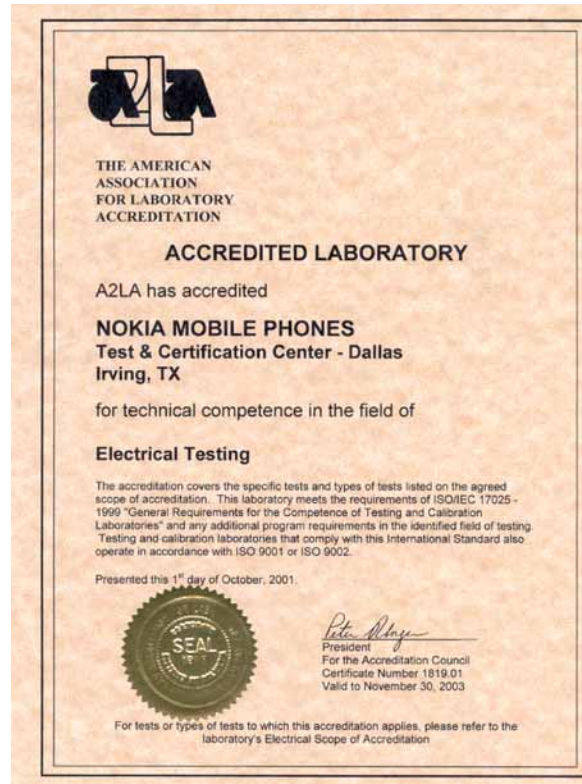 A2LA
THE AMERICAN
ASSOCIATION
FOR LABORATORY
ACCREDITATION
ACCREDITED LABORATORY
A2LA has accredited
NOKIA MOBILE PHONES
Test & Certification Center - Dallas
Irving, TX
for technical competence in the field of
Electrical Testing
The accreditation covers the specific tests and types of tests listed on the agreed
scope of accreditation. This laboratory meets the requirements of ISO/IEC 17025 -
1999 "General Requirements for the Competence of Testing and Calibration
Laboratories" and any additional program requirements in the identified field of testing.
Testing and calibration laboratories that comply with this International Standard also
operate in accordance with ISO 9001 or ISO 9002.
Presented this 1st day of October, 2001.
SEAL
Peter
President
For the Accreditation Council
Certificate Number 1819.01
Valid to November 30, 2003
For tests or types of tests to which this accreditation applies, please refer to the
laboratory's Electrical Scope of Accreditation